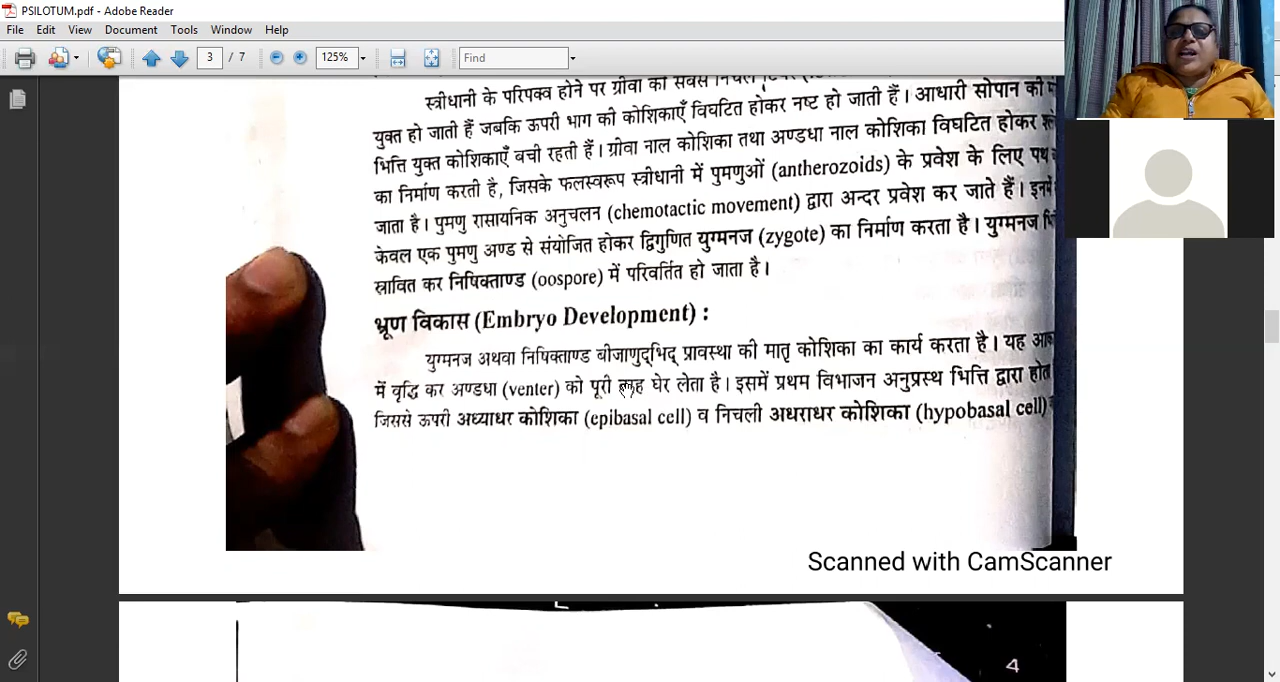 PSILOTUM.pdf - Adobe Reader
File Edit View Document Tools Window Help
3 / 7 125% Find
स्त्रीधानी के परिपक्व होने पर ग्रीवा की सबसे निचले
युक्त हो जाती हैं जबकि ऊपरी भाग की कोशिकाएँ विघटित होकर नष्ट हो जाती हैं। आधारी सोपान की
भित्ति युक्त कोशिकाएँ बची रहती हैं। ग्रीवा नाल कोशिका तथा अण्डधा नाल कोशिका विघटित होकर
का निर्माण करती है, जिसके फलस्वरूप स्त्रीधानी में पुमणुओं (antherozoids) के प्रवेश के लिए पथ
जाता है। पुमणु रासायनिक अनुचलन (chemotactic movement) द्वारा अन्दर प्रवेश कर जाते हैं। इनमें
केवल एक पुमणु अण्ड से संयोजित होकर द्विगुणित युग्मनज (zygote) का निर्माण करता है। युग्मनज
स्रावित कर निषिक्ताण्ड (oospore) में परिवर्तित हो जाता है।
भ्रूण विकास (Embryo Development) :
युग्मनज अथवा निषिक्ताण्ड बीजाणुद्भिद् प्रावस्था की मातृ कोशिका का कार्य करता है। यह
में वृद्धि कर अण्डधा (venter) को पूरी घेर लेता है। इसमें प्रथम विभाजन अनुप्रस्थ भित्ति द्वारा
जिससे ऊपरी अध्याधर कोशिका (epibasal cell) व निचली अधराधर कोशिका (hypobasal cell)
Scanned with CamScanner
4